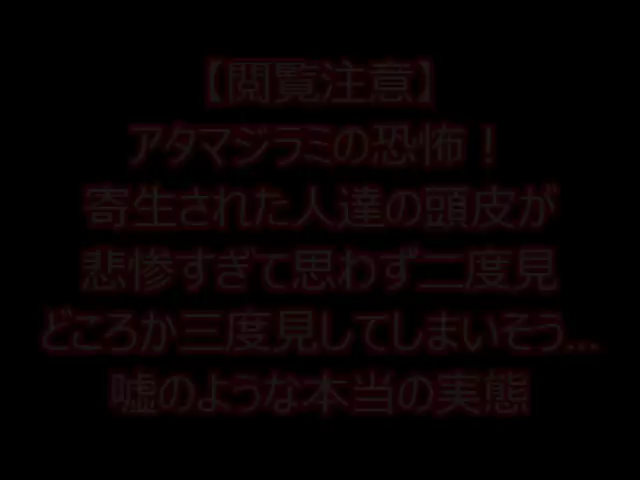 【閲覧注意】
アタマジラミの恐怖！
寄生された人達の頭皮が
悲惨すぎて思わず二度見
どころか三度見してしまいそう…
嘘のような本当の実態